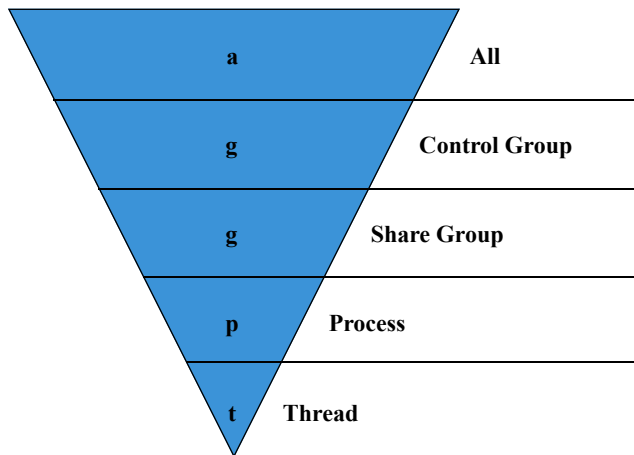 a All
g Control Group
g Share Group
p Process
t Thread